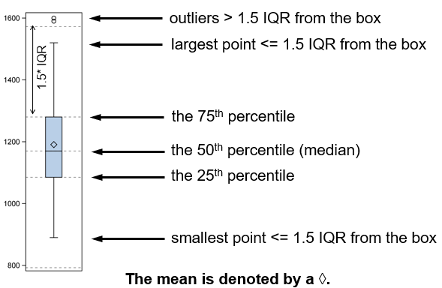 1600
outliers > 1.5 IQR from the box
largest point <= 1.5 IQR from the box
1.5* IQR
1400
the 75th percentile
1200
the 50th percentile (median)
the 25th percentile
1000
smallest point <= 1.5 IQR from the box
800
The mean is denoted by a ◊.